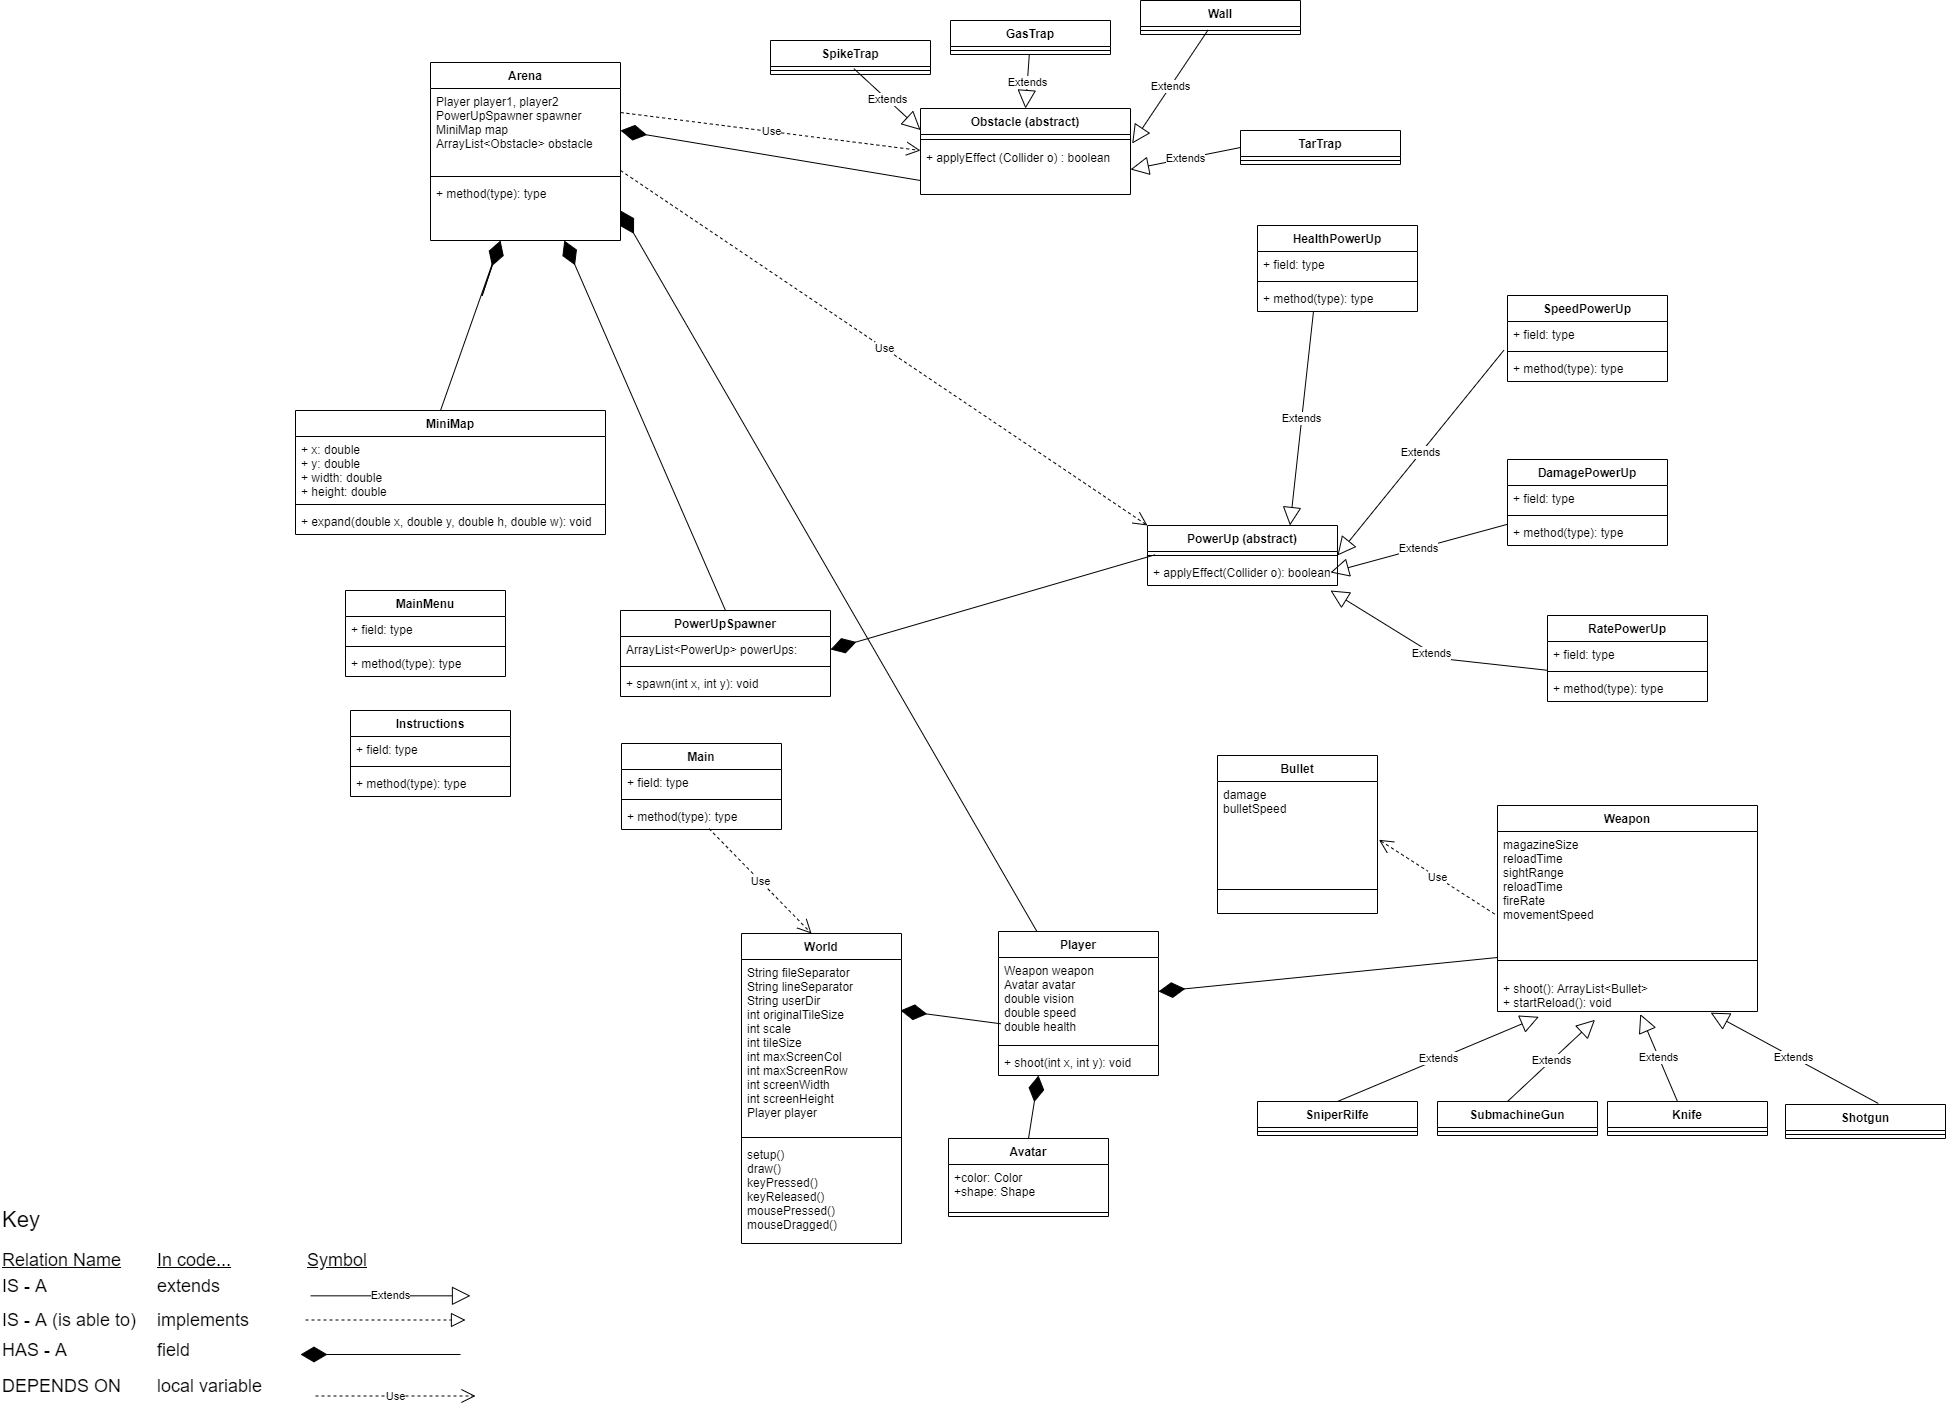 Wall
GasTrap
SpikeTrap
Arena
Player player1, player2
PowerUpSpawner spawner
MiniMap map
ArrayList<Obstacle> obstacle
+ method(type): type
Extends
Extends
Extends
Use
Obstacle (abstract)
+ applyEffect (Collider o) : boolean
Extends
TarTrap
HealthPowerUp
+ field: type
+ method(type): type
SpeedPowerUp
+ field: type
+ method(type): type
Use
Extends
Extends
MiniMap
+ x: double
+ y: double
+ width: double
+ height: double
+ expand(double x, double y, double h, double w): void
DamagePowerUp
+ field: type
+ method(type): type
Extends
PowerUp (abstract)
+ applyEffect(Collider o): boolean
MainMenu
+ field: type
+ method(type): type
PowerUpSpawner
ArrayList<PowerUp> powerUps:
+ spawn(int x, int y): void
Extends
RatePowerUp
+ field: type
+ method(type): type
Instructions
+ field: type
+ method(type): type
Main
+ field: type
+ method(type): type
Bullet
damage
bulletSpeed
Use
Weapon
magazineSize
reloadTime
sightRange
reloadTime
fireRate
movementSpeed
+ shoot(): ArrayList<Bullet>
+ startReload(): void
Use
World
String fileSeparator
String lineSeparator
String userDir
int originalTileSize
int scale
int tileSize
int maxScreenCol
int maxScreenRow
int screenWidth
int screenHeight
Player player
setup()
draw()
keyPressed()
keyReleased()
mousePressed()
mouseDragged()
Player
Weapon weapon
Avatar avatar
double vision
double speed
double health
+ shoot(int x, int y): void
Extends
Extends
Extends
Extends
SniperRilfe
SubmachineGun
Knife
Shotgun
Avatar
+color: Color
+shape: Shape
Key
Relation Name In code... Symbol
IS - A extends Extends
IS - A (is able to) implements
HAS - A field
DEPENDS ON local variable Use